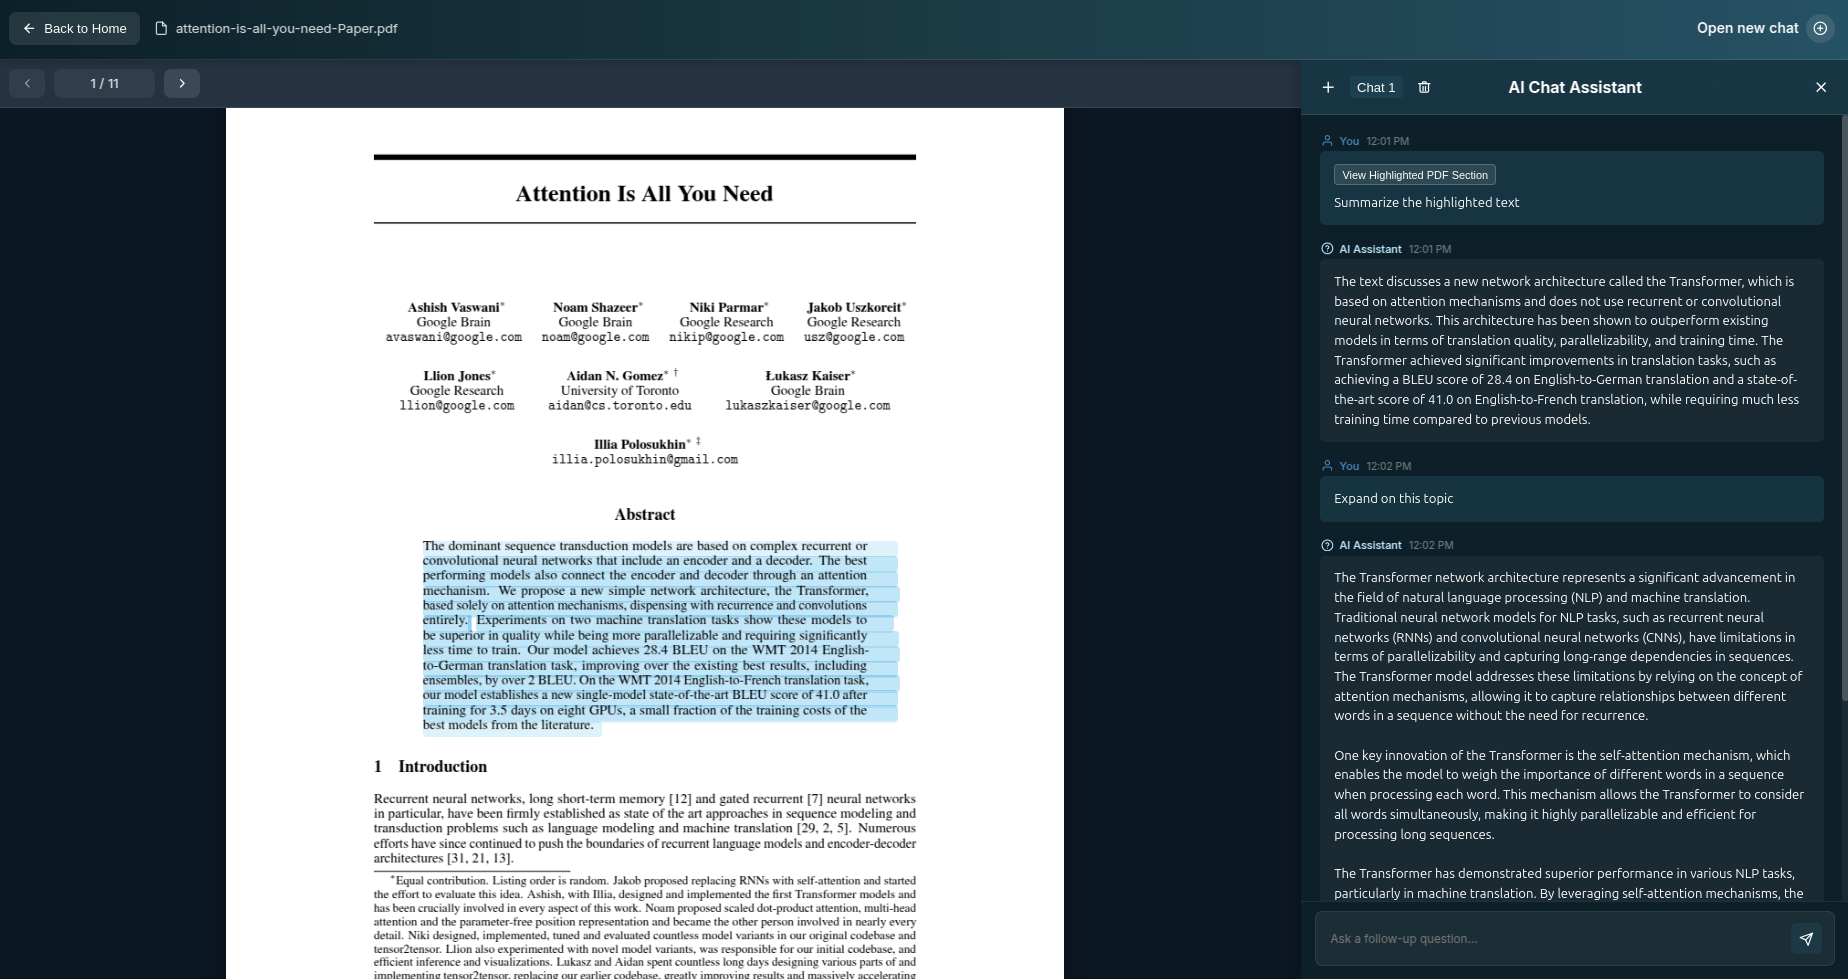 Back to Home
attention-is-all-you-need-Paper.pdf
Open new chat
1 / 11
Attention Is All You Need
Ashish Vaswani* Noam Shazeer* Niki Parmar* Jakob Uszkoreit*
Google Brain Google Brain Google Research Google Research
avaswani@google.com noam@google.com nikip@google.com usz@google.com
Llion Jones* Aidan N. Gomez* † Łukasz Kaiser*
Google Research University of Toronto Google Brain
llion@google.com aidan@cs.toronto.edu lukaszkaiser@google.com
Illia Polosukhin* ‡
illia.polosukhin@gmail.com
Abstract
The dominant sequence transduction models are based on complex recurrent or
convolutional neural networks that include an encoder and a decoder. The best
performing models also connect the encoder and decoder through an attention
mechanism. We propose a new simple network architecture, the Transformer,
based solely on attention mechanisms, dispensing with recurrence and convolutions
entirely. Experiments on two machine translation tasks show these models to
be superior in quality while being more parallelizable and requiring significantly
less time to train. Our model achieves 28.4 BLEU on the WMT 2014 English-
to-German translation task, improving over the existing best results, including
ensembles, by over 2 BLEU. On the WMT 2014 English-to-French translation task,
our model establishes a new single-model state-of-the-art BLEU score of 41.0 after
training for 3.5 days on eight GPUs, a small fraction of the training costs of the
best models from the literature.
1 Introduction
Recurrent neural networks, long short-term memory [12] and gated recurrent [7] neural networks
in particular, have been firmly established as state of the art approaches in sequence modeling and
transduction problems such as language modeling and machine translation [29, 2, 5]. Numerous
efforts have since continued to push the boundaries of recurrent language models and encoder-decoder
architectures [31, 21, 13].
*Equal contribution. Listing order is random. Jakob proposed replacing RNNs with self-attention and started
the effort to evaluate this idea. Ashish, with Illia, designed and implemented the first Transformer models and
has been crucially involved in every aspect of this work. Noam proposed scaled dot-product attention, multi-head
attention and the parameter-free position representation and became the other person involved in nearly every
detail. Niki designed, implemented, tuned and evaluated countless model variants in our original codebase and
tensor2tensor. Llion also experimented with novel model variants, was responsible for our initial codebase, and
efficient inference and visualizations. Lukasz and Aidan spent countless long days designing various parts of and
implementing tensor2tensor, replacing our earlier codebase, greatly improving results and massively accelerating
Chat 1
AI Chat Assistant
You 12:01 PM
View Highlighted PDF Section
Summarize the highlighted text
AI Assistant 12:01 PM
The text discusses a new network architecture called the Transformer, which is
based on attention mechanisms and does not use recurrent or convolutional
neural networks. This architecture has been shown to outperform existing
models in terms of translation quality, parallelizability, and training time. The
Transformer achieved significant improvements in translation tasks, such as
achieving a BLEU score of 28.4 on English-to-German translation and a state-of-
the-art score of 41.0 on English-to-French translation, while requiring much less
training time compared to previous models.
You 12:02 PM
Expand on this topic
AI Assistant 12:02 PM
The Transformer network architecture represents a significant advancement in
the field of natural language processing (NLP) and machine translation.
Traditional neural network models for NLP tasks, such as recurrent neural
networks (RNNs) and convolutional neural networks (CNNs), have limitations in
terms of parallelizability and capturing long-range dependencies in sequences.
The Transformer model addresses these limitations by relying on the concept of
attention mechanisms, allowing it to capture relationships between different
words in a sequence without the need for recurrence.
One key innovation of the Transformer is the self-attention mechanism, which
enables the model to weigh the importance of different words in a sequence
when processing each word. This mechanism allows the Transformer to consider
all words simultaneously, making it highly parallelizable and efficient for
processing long sequences.
The Transformer has demonstrated superior performance in various NLP tasks,
particularly in machine translation. By leveraging self-attention mechanisms, the
Ask a follow-up question...